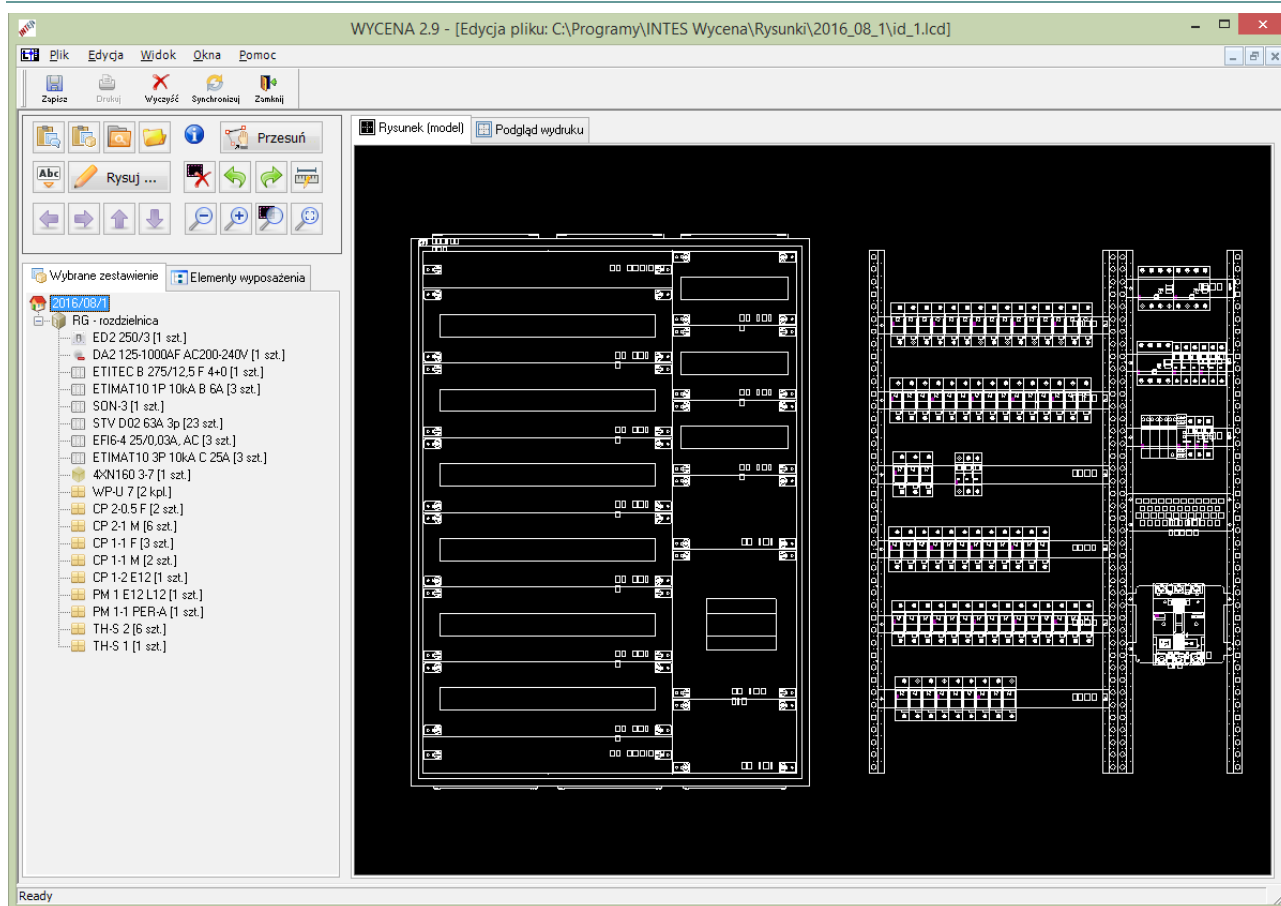 WYCENA 2.9 - [Edycja pliku: C:\Programy\INTES Wycena\Rysunki\2016_08_1\id_1.lcd]
Plik Edycja Widok Okna Pomoc
Zapisz Drukuj Wyczyść Synchronizuj Zamknij
Przesuń
Abc Rysuj ...
Rysunek (model) Podgląd wydruku
Wybrane zestawienie Elementy wyposażenia
2016/08/1
RG - rozdzielnica
ED2 250/3 [1 szt.]
DA2 125-1000AF AC200-240V [1 szt.]
ETITEC B 275/12,5 F 4+0 [1 szt.]
ETIMAT10 1P 10kA B 6A [3 szt.]
SON-3 [1 szt.]
STV D02 63A 3p [23 szt.]
EFI6-4 25/0,03A, AC [3 szt.]
ETIMAT10 3P 10kA C 25A [3 szt.]
4XN160 3-7 [1 szt.]
WP-U 7 [2 kpl.]
CP 2-0.5 F [2 szt.]
CP 2-1 M [6 szt.]
CP 1-1 F [3 szt.]
CP 1-1 M [2 szt.]
CP 1-2 E12 [1 szt.]
PM 1 E12 L12 [1 szt.]
PM 1-1 PER-A [1 szt.]
TH-S 2 [6 szt.]
TH-S 1 [1 szt.]
Ready